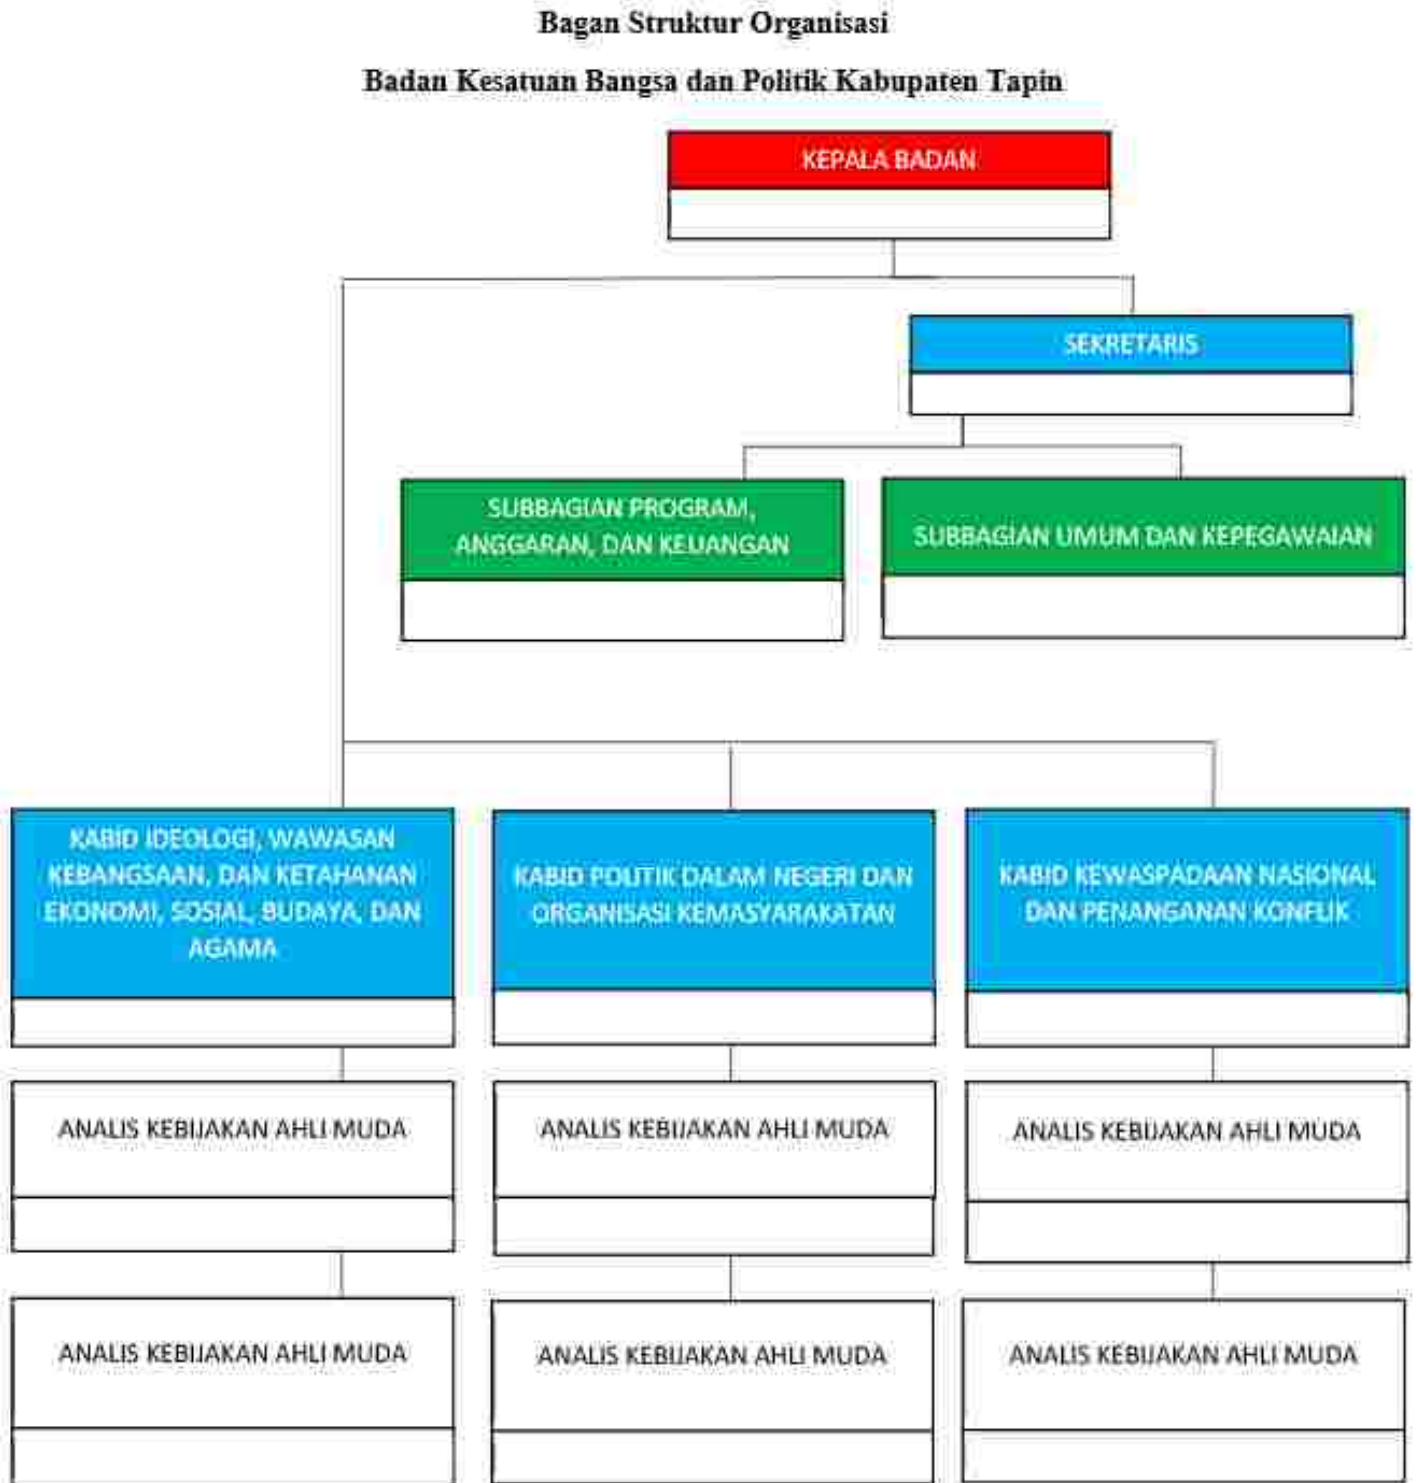 Bagan Struktur Organisasi
Badan Kesatuan Bangsa dan Politik Kabupaten Tapin
KEPALA BADAN
SEKRETARIS
SUBBAGIAN PROGRAM,
ANGGARAN, DAN KEUANGAN
SUBBAGIAN UMUM DAN KEPEGAWAIAN
KABID IDEOLOGI, WAWASAN
KEBANGSAAN, DAN KETAHANAN
EKONOMI, SOSIAL, BUDAYA, DAN
AGAMA
KABID POLITIK DALAM NEGERI DAN
ORGANISASI KEMASYARAKATAN
KABID KEWASPADAAN NASIONAL
DAN PENANGANAN KONFLIK
ANALIS KEBIJAKAN AHLI MUDA
ANALIS KEBIJAKAN AHLI MUDA
ANALIS KEBIJAKAN AHLI MUDA
ANALIS KEBIJAKAN AHLI MUDA
ANALIS KEBIJAKAN AHLI MUDA
ANALIS KEBIJAKAN AHLI MUDA